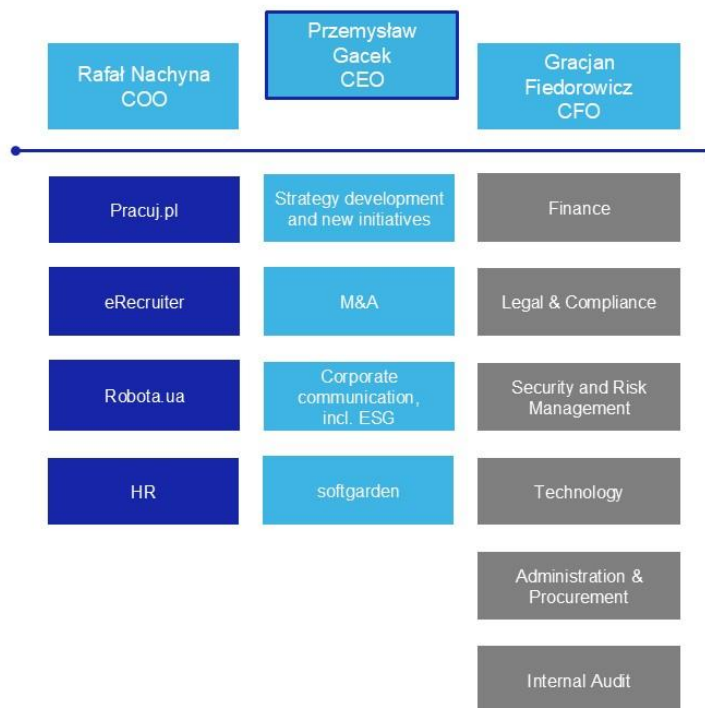 Rafał Nachyna
COO
Przemysław
Gacek
CEO
Gracjan
Fiedorowicz
CFO
Pracuj.pl
Strategy development
and new initiatives
Finance
eRecruiter
M&A
Legal & Compliance
Robota.ua
Corporate
communication,
incl. ESG
Security and Risk
Management
HR
softgarden
Technology
Administration &
Procurement
Internal Audit